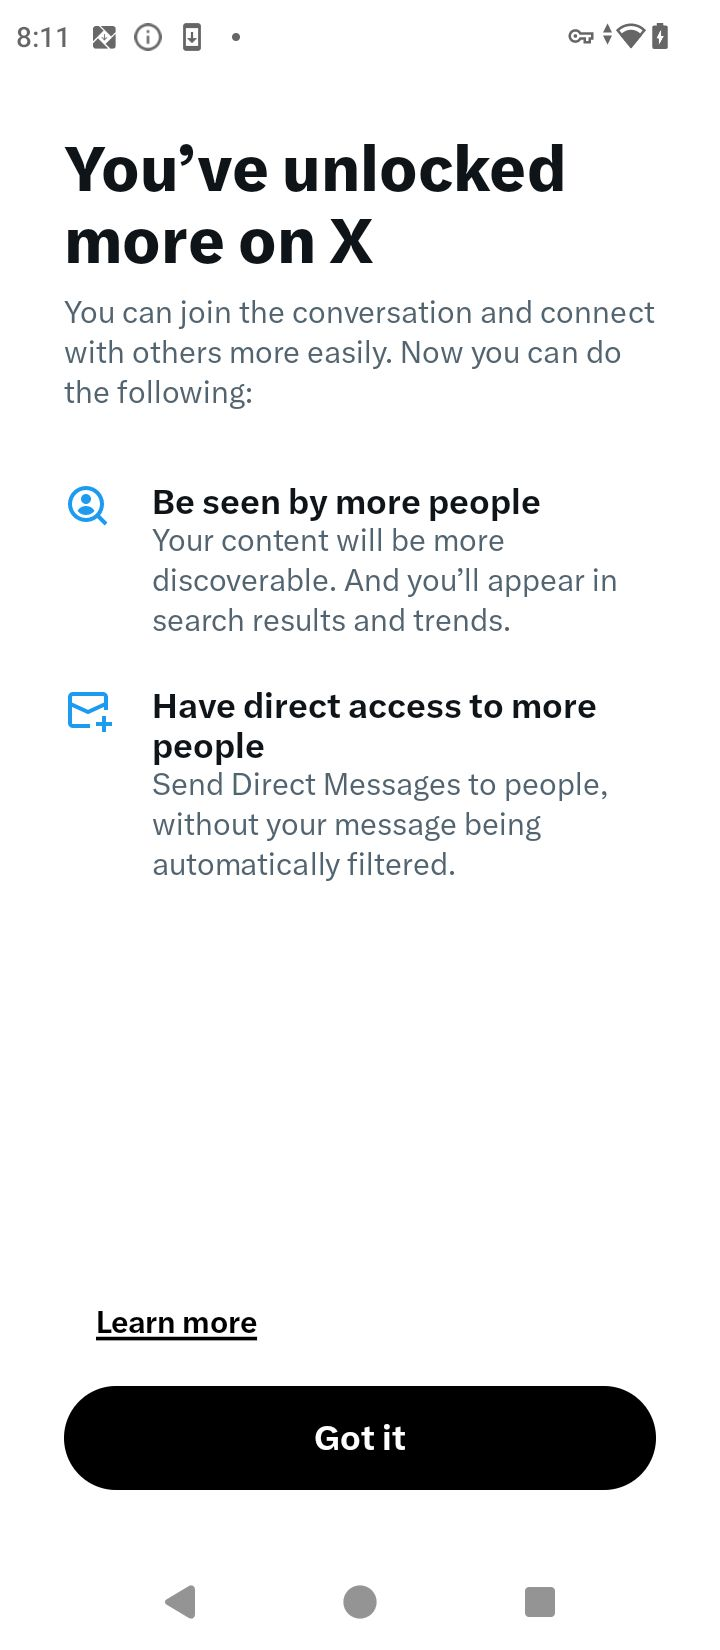 8:11
You’ve unlocked
more on X
You can join the conversation and connect
with others more easily. Now you can do
the following:
Be seen by more people
Your content will be more
discoverable. And you’ll appear in
search results and trends.
Have direct access to more
people
Send Direct Messages to people,
without your message being
automatically filtered.
Learn more
Got it